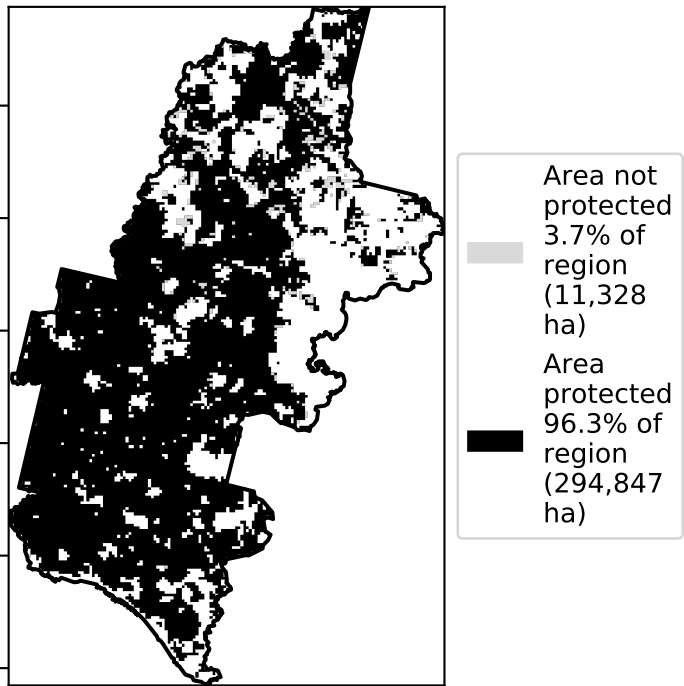 Area not
protected
3.7% of
region
(11,328
ha)
Area
protected
96.3% of
region
(294,847
ha)